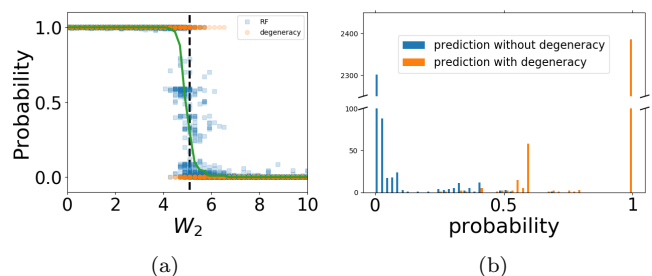 1.0
0.5
0.0
Probability
0 2 4 6 8 10
W₂
RF
degeneracy
(a)
2400
2300
100
50
0
0 0.5 1
probability
prediction without degeneracy
prediction with degeneracy
(b)